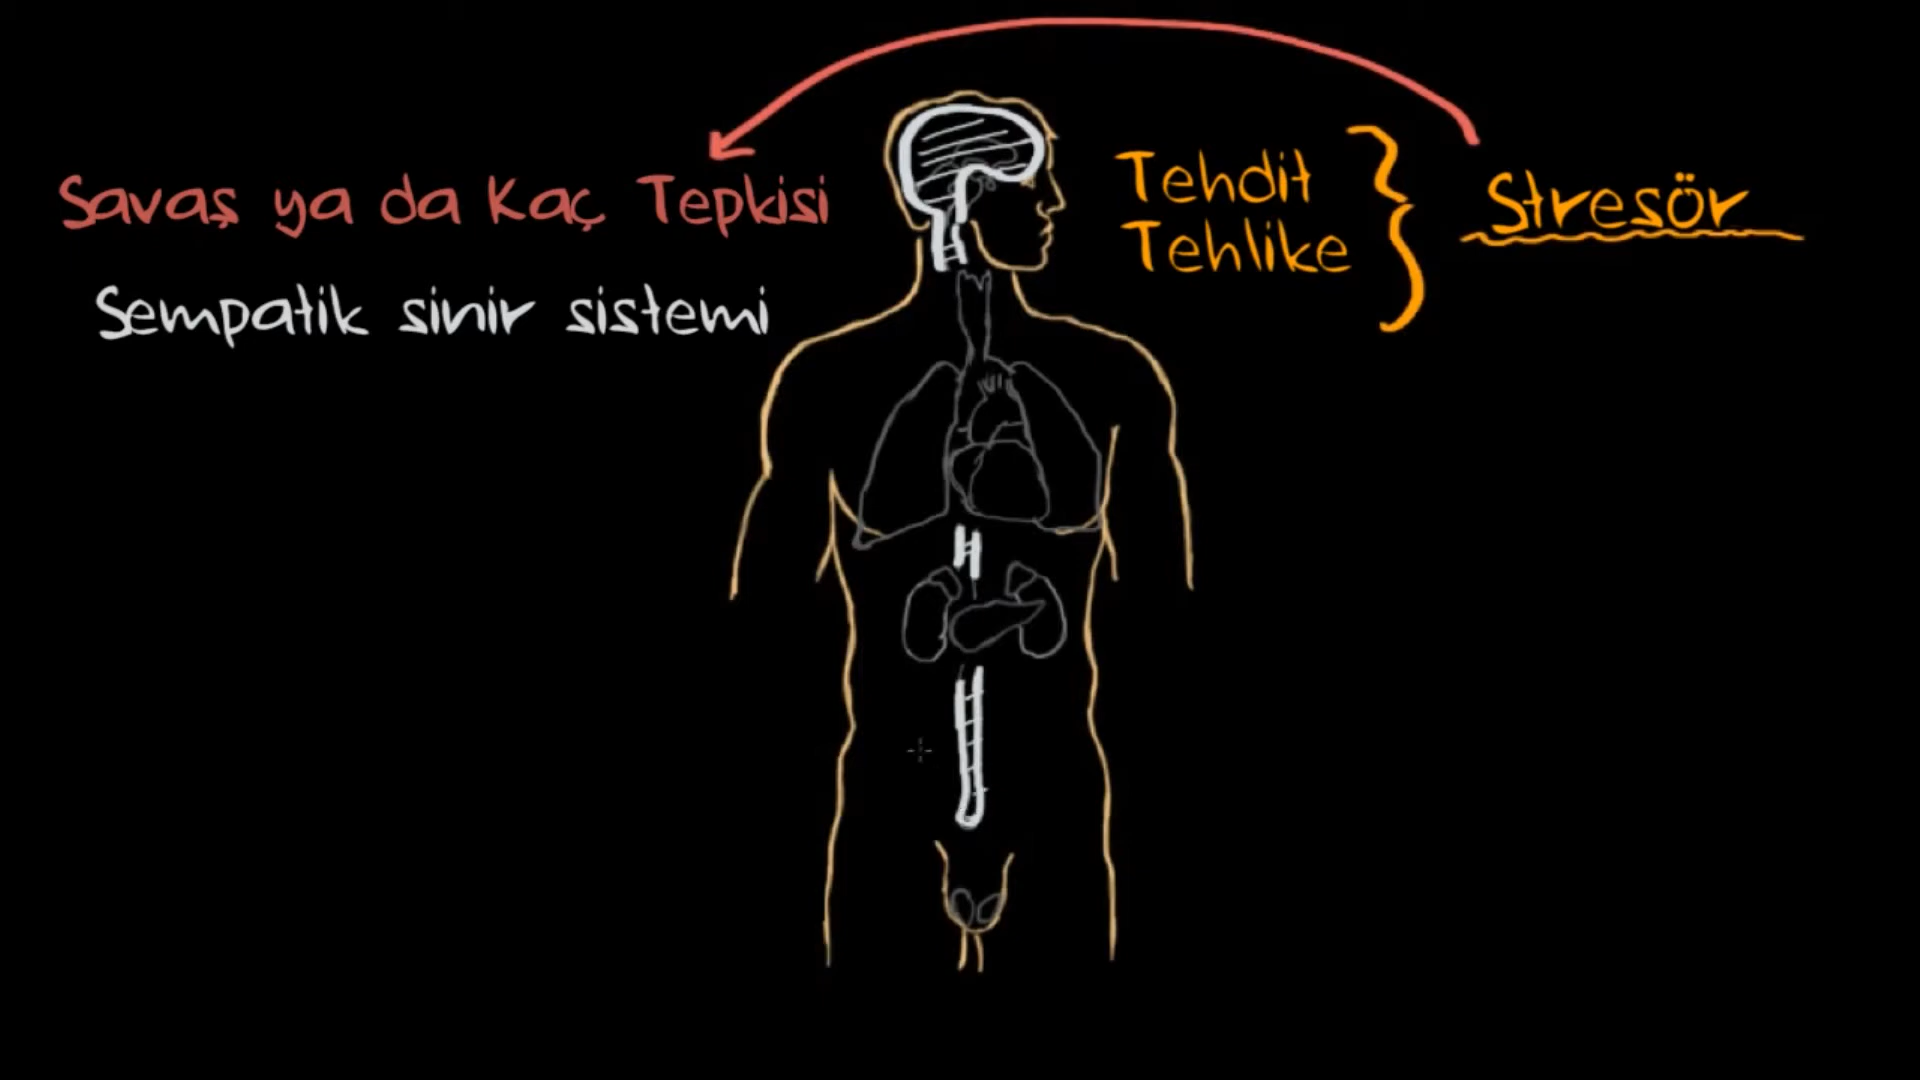 Savaş ya da Kaç Tepkisi
Sempatik sinir sistemi
Tehdit
Tehlike
Stresör